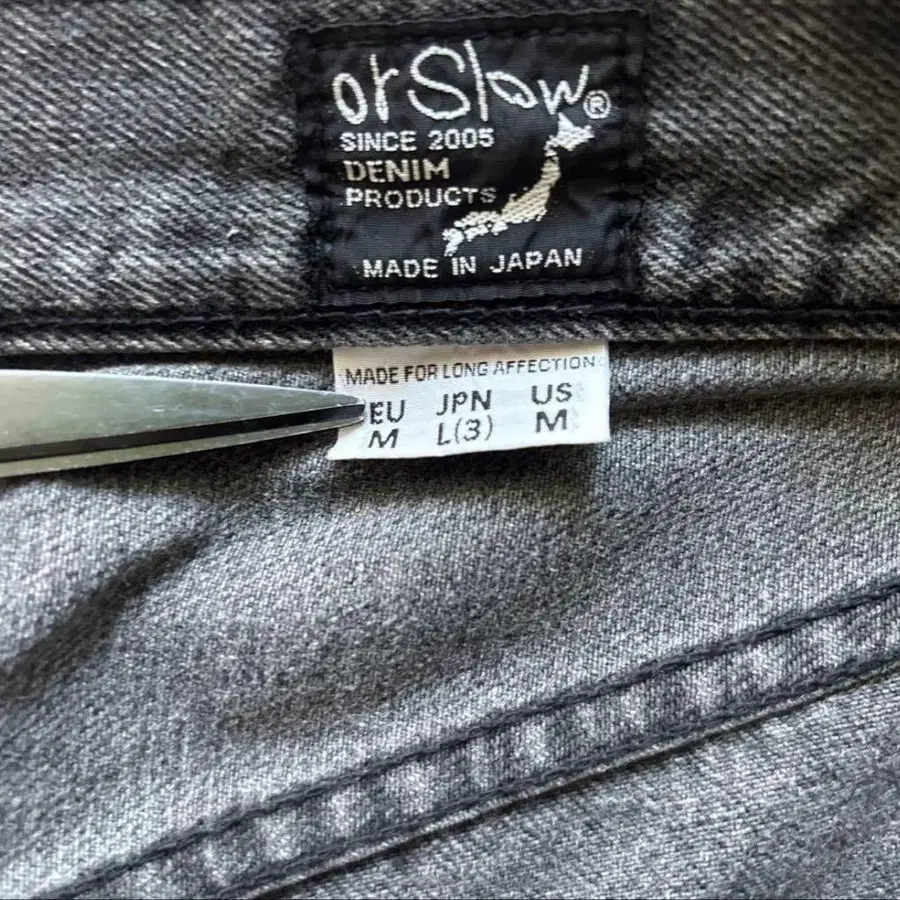 orSlow®
SINCE 2005
DENIM
PRODUCTS
MADE IN JAPAN
MADE FOR LONG AFFECTION
EU JPN US
M L(3) M